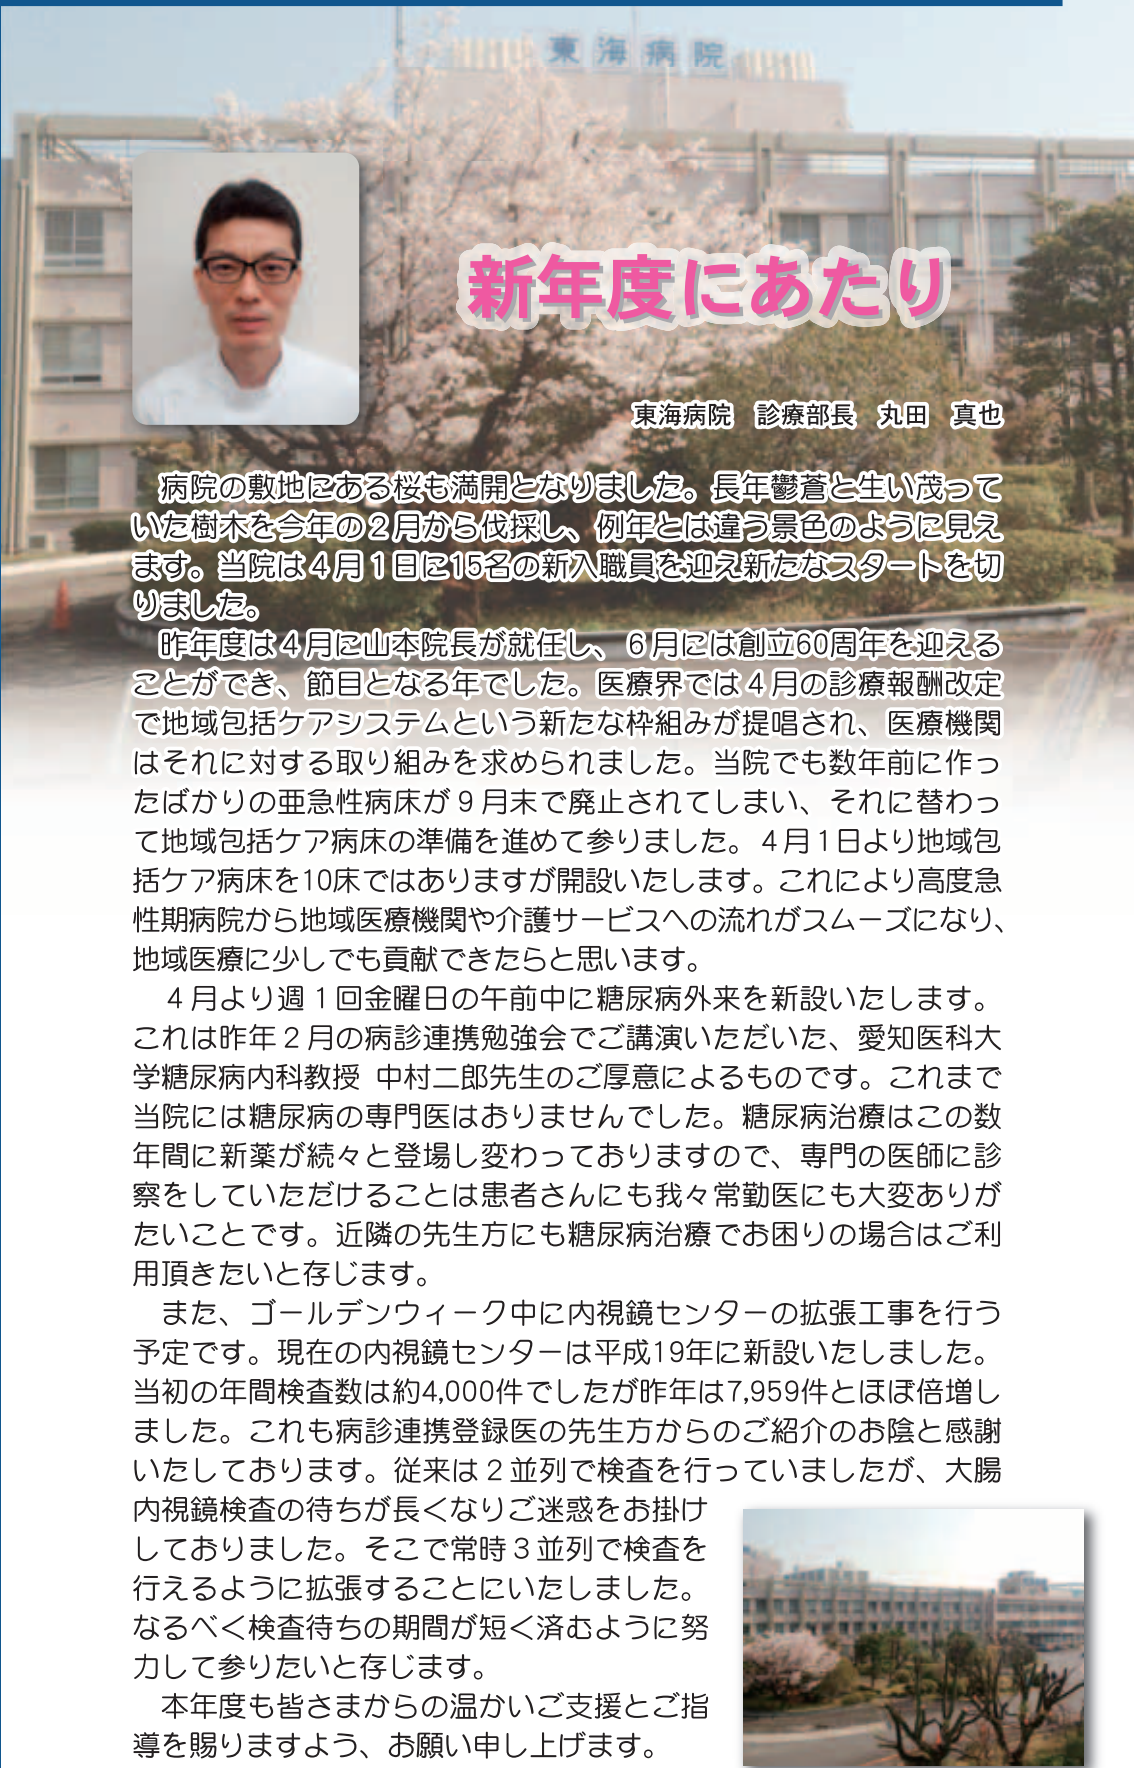 東海病院
新年度にあたり
東海病院　診療部長　丸田　真也
　病院の敷地にある桜も満開となりました。長年鬱蒼と生い茂って
いた樹木を今年の２月から伐採し、例年とは違う景色のように見え
ます。当院は４月１日に15名の新入職員を迎え新たなスタートを切
りました。
　昨年度は４月に山本院長が就任し、６月には創立60周年を迎える
ことができ、節目となる年でした。医療界では４月の診療報酬改定
で地域包括ケアシステムという新たな枠組みが提唱され、医療機関
はそれに対する取り組みを求められました。当院でも数年前に作っ
たばかりの亜急性病床が９月末で廃止されてしまい、それに替わっ
て地域包括ケア病床の準備を進めて参りました。４月１日より地域包
括ケア病床を10床ではありますが開設いたします。これにより高度急
性期病院から地域医療機関や介護サービスへの流れがスムーズになり、
地域医療に少しでも貢献できたらと思います。
　４月より週１回金曜日の午前中に糖尿病外来を新設いたします。
これは昨年２月の病診連携勉強会でご講演いただいた、愛知医科大
学糖尿病内科教授 中村二郎先生のご厚意によるものです。これまで
当院には糖尿病の専門医はおりませんでした。糖尿病治療はこの数
年間に新薬が続々と登場し変わっておりますので、専門の医師に診
察をしていただけることは患者さんにも我々常勤医にも大変ありが
たいことです。近隣の先生方にも糖尿病治療でお困りの場合はご利
用頂きたいと存じます。
　また、ゴールデンウィーク中に内視鏡センターの拡張工事を行う
予定です。現在の内視鏡センターは平成19年に新設いたしました。
当初の年間検査数は約4,000件でしたが昨年は7,959件とほぼ倍増し
ました。これも病診連携登録医の先生方からのご紹介のお陰と感謝
いたしております。従来は２並列で検査を行っていましたが、大腸
内視鏡検査の待ちが長くなりご迷惑をお掛け
しておりました。そこで常時３並列で検査を
行えるように拡張することにいたしました。
なるべく検査待ちの期間が短く済むように努
力して参りたいと存じます。
　本年度も皆さまからの温かいご支援とご指
導を賜りますよう、お願い申し上げます。